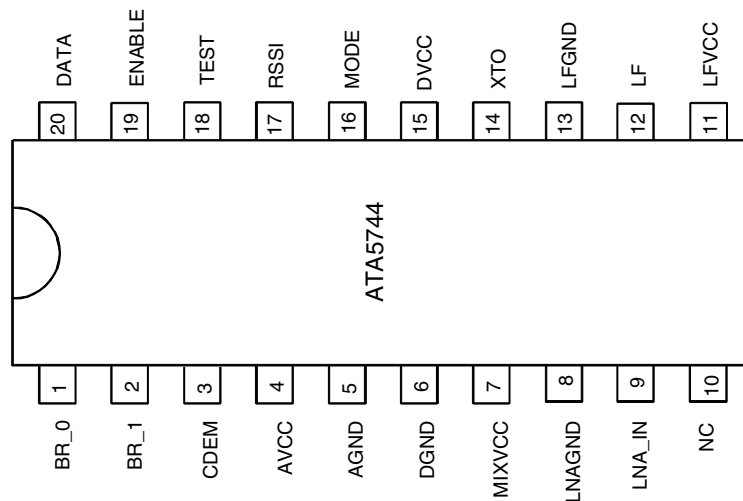 DATA
ENABLE
TEST
RSSI
MODE
DVCC
XTO
LFGND
LF
LFVCC
20
19
18
17
16
15
14
13
12
11
ATA5744
1
2
3
4
5
6
7
8
9
10
BR_0
BR_1
CDEM
AVCC
AGND
DGND
MIXVCC
LNAGND
LNA_IN
NC